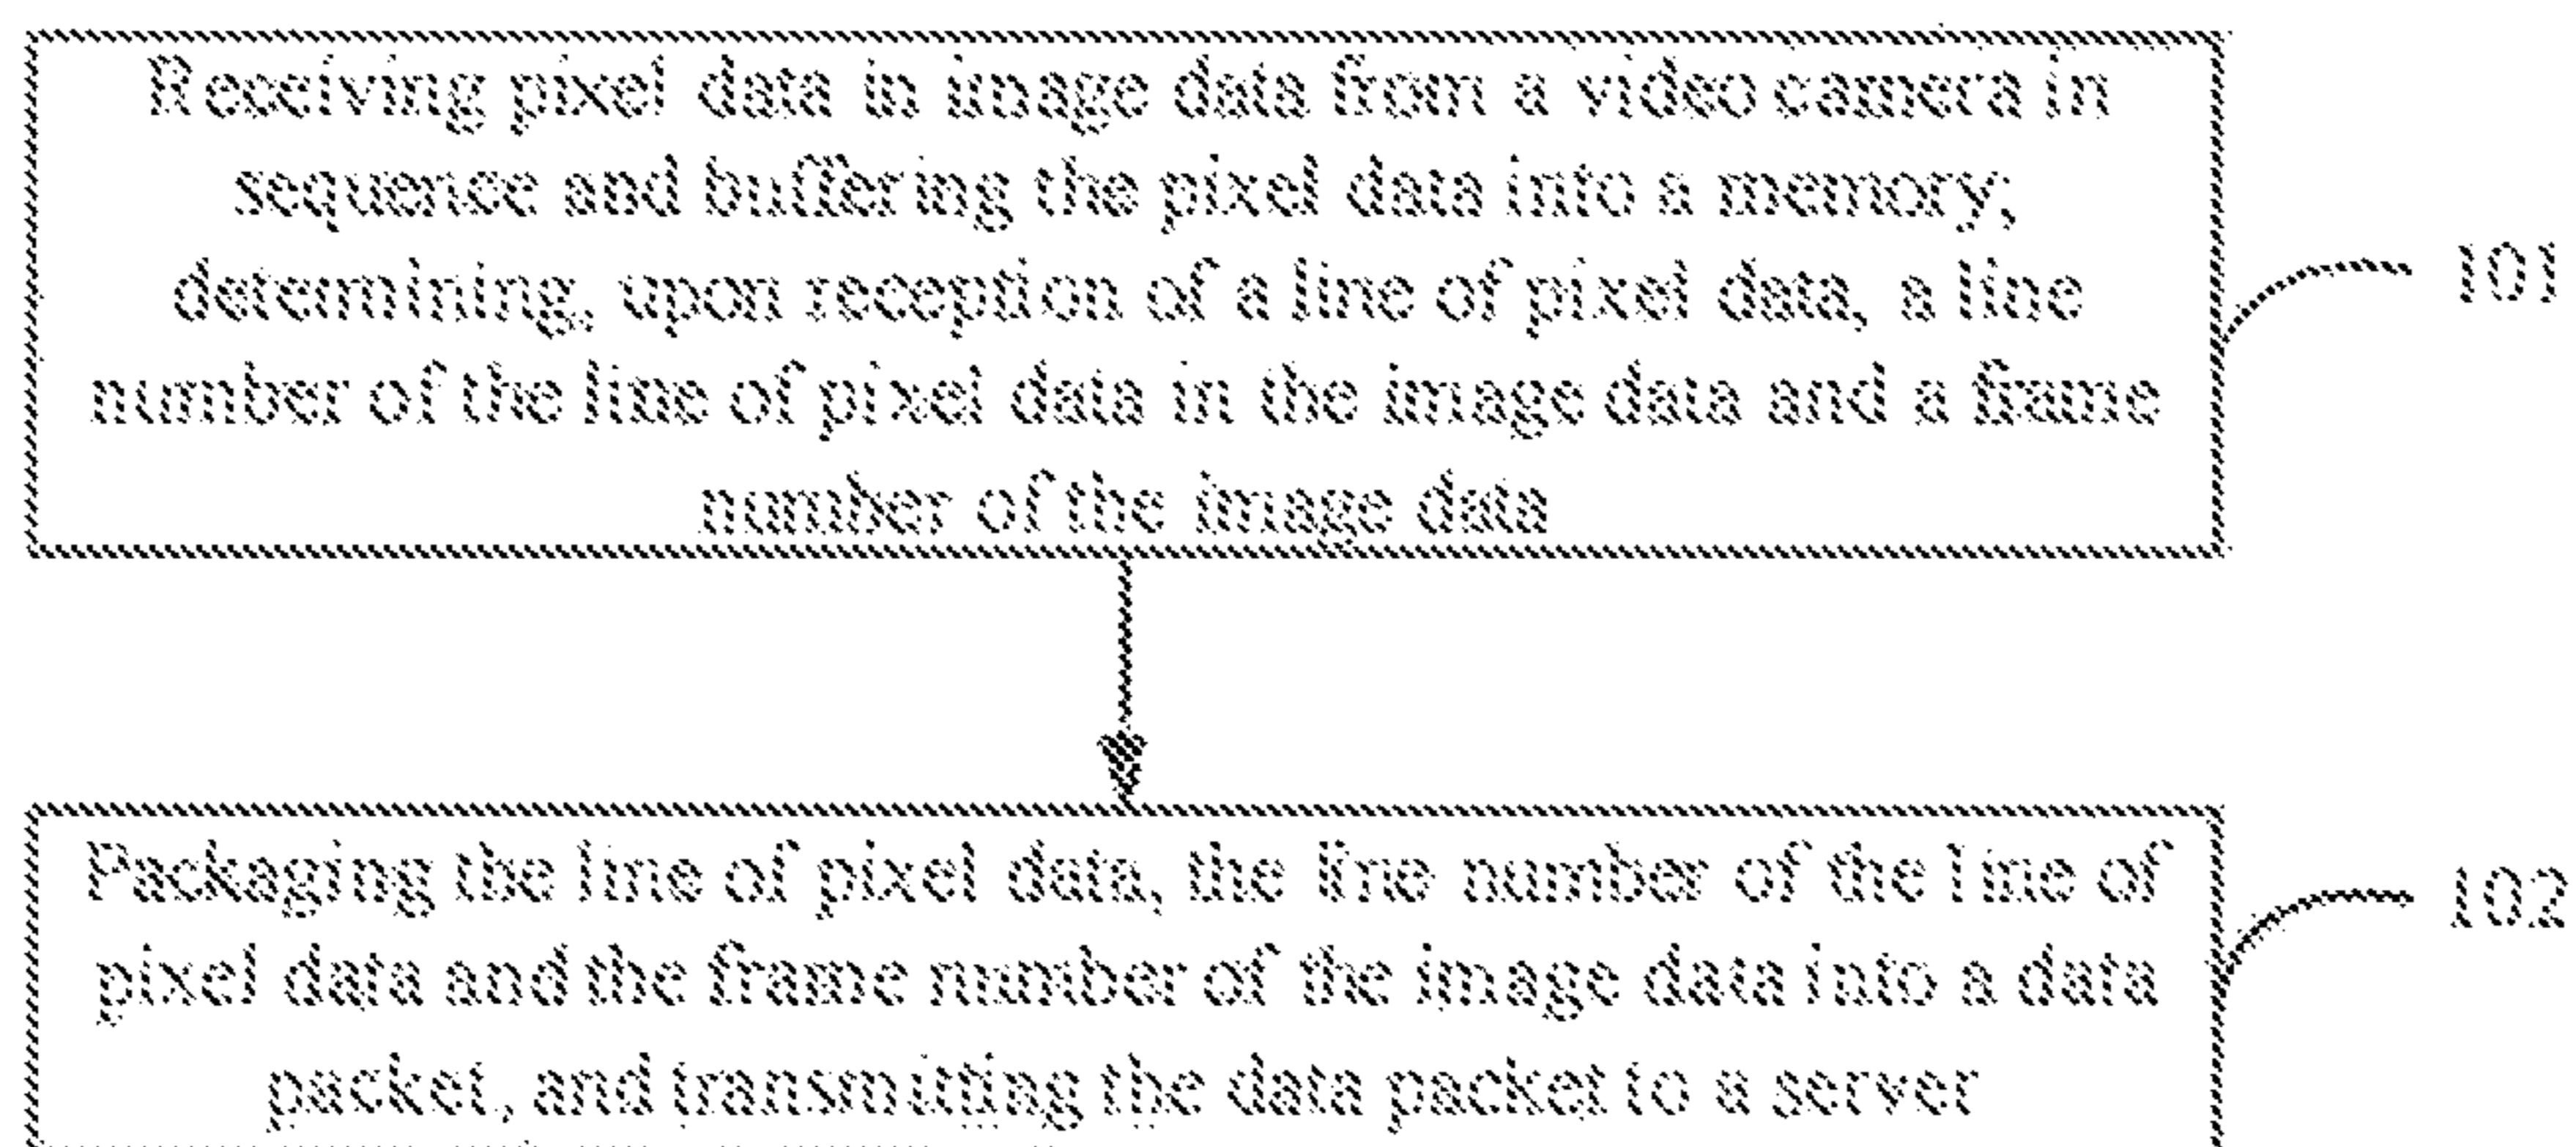 Receiving pixel data in image data from a video camera in
sequence and buffering the pixel data into a memory;
determining, upon reception of a line of pixel data, a line
number of the line of pixel data in the image data and a frame
number of the image data
101
Packaging the line of pixel data, the line number of the line of
pixel data and the frame number of the image data into a data
packet, and transmitting the data packet to a server
102